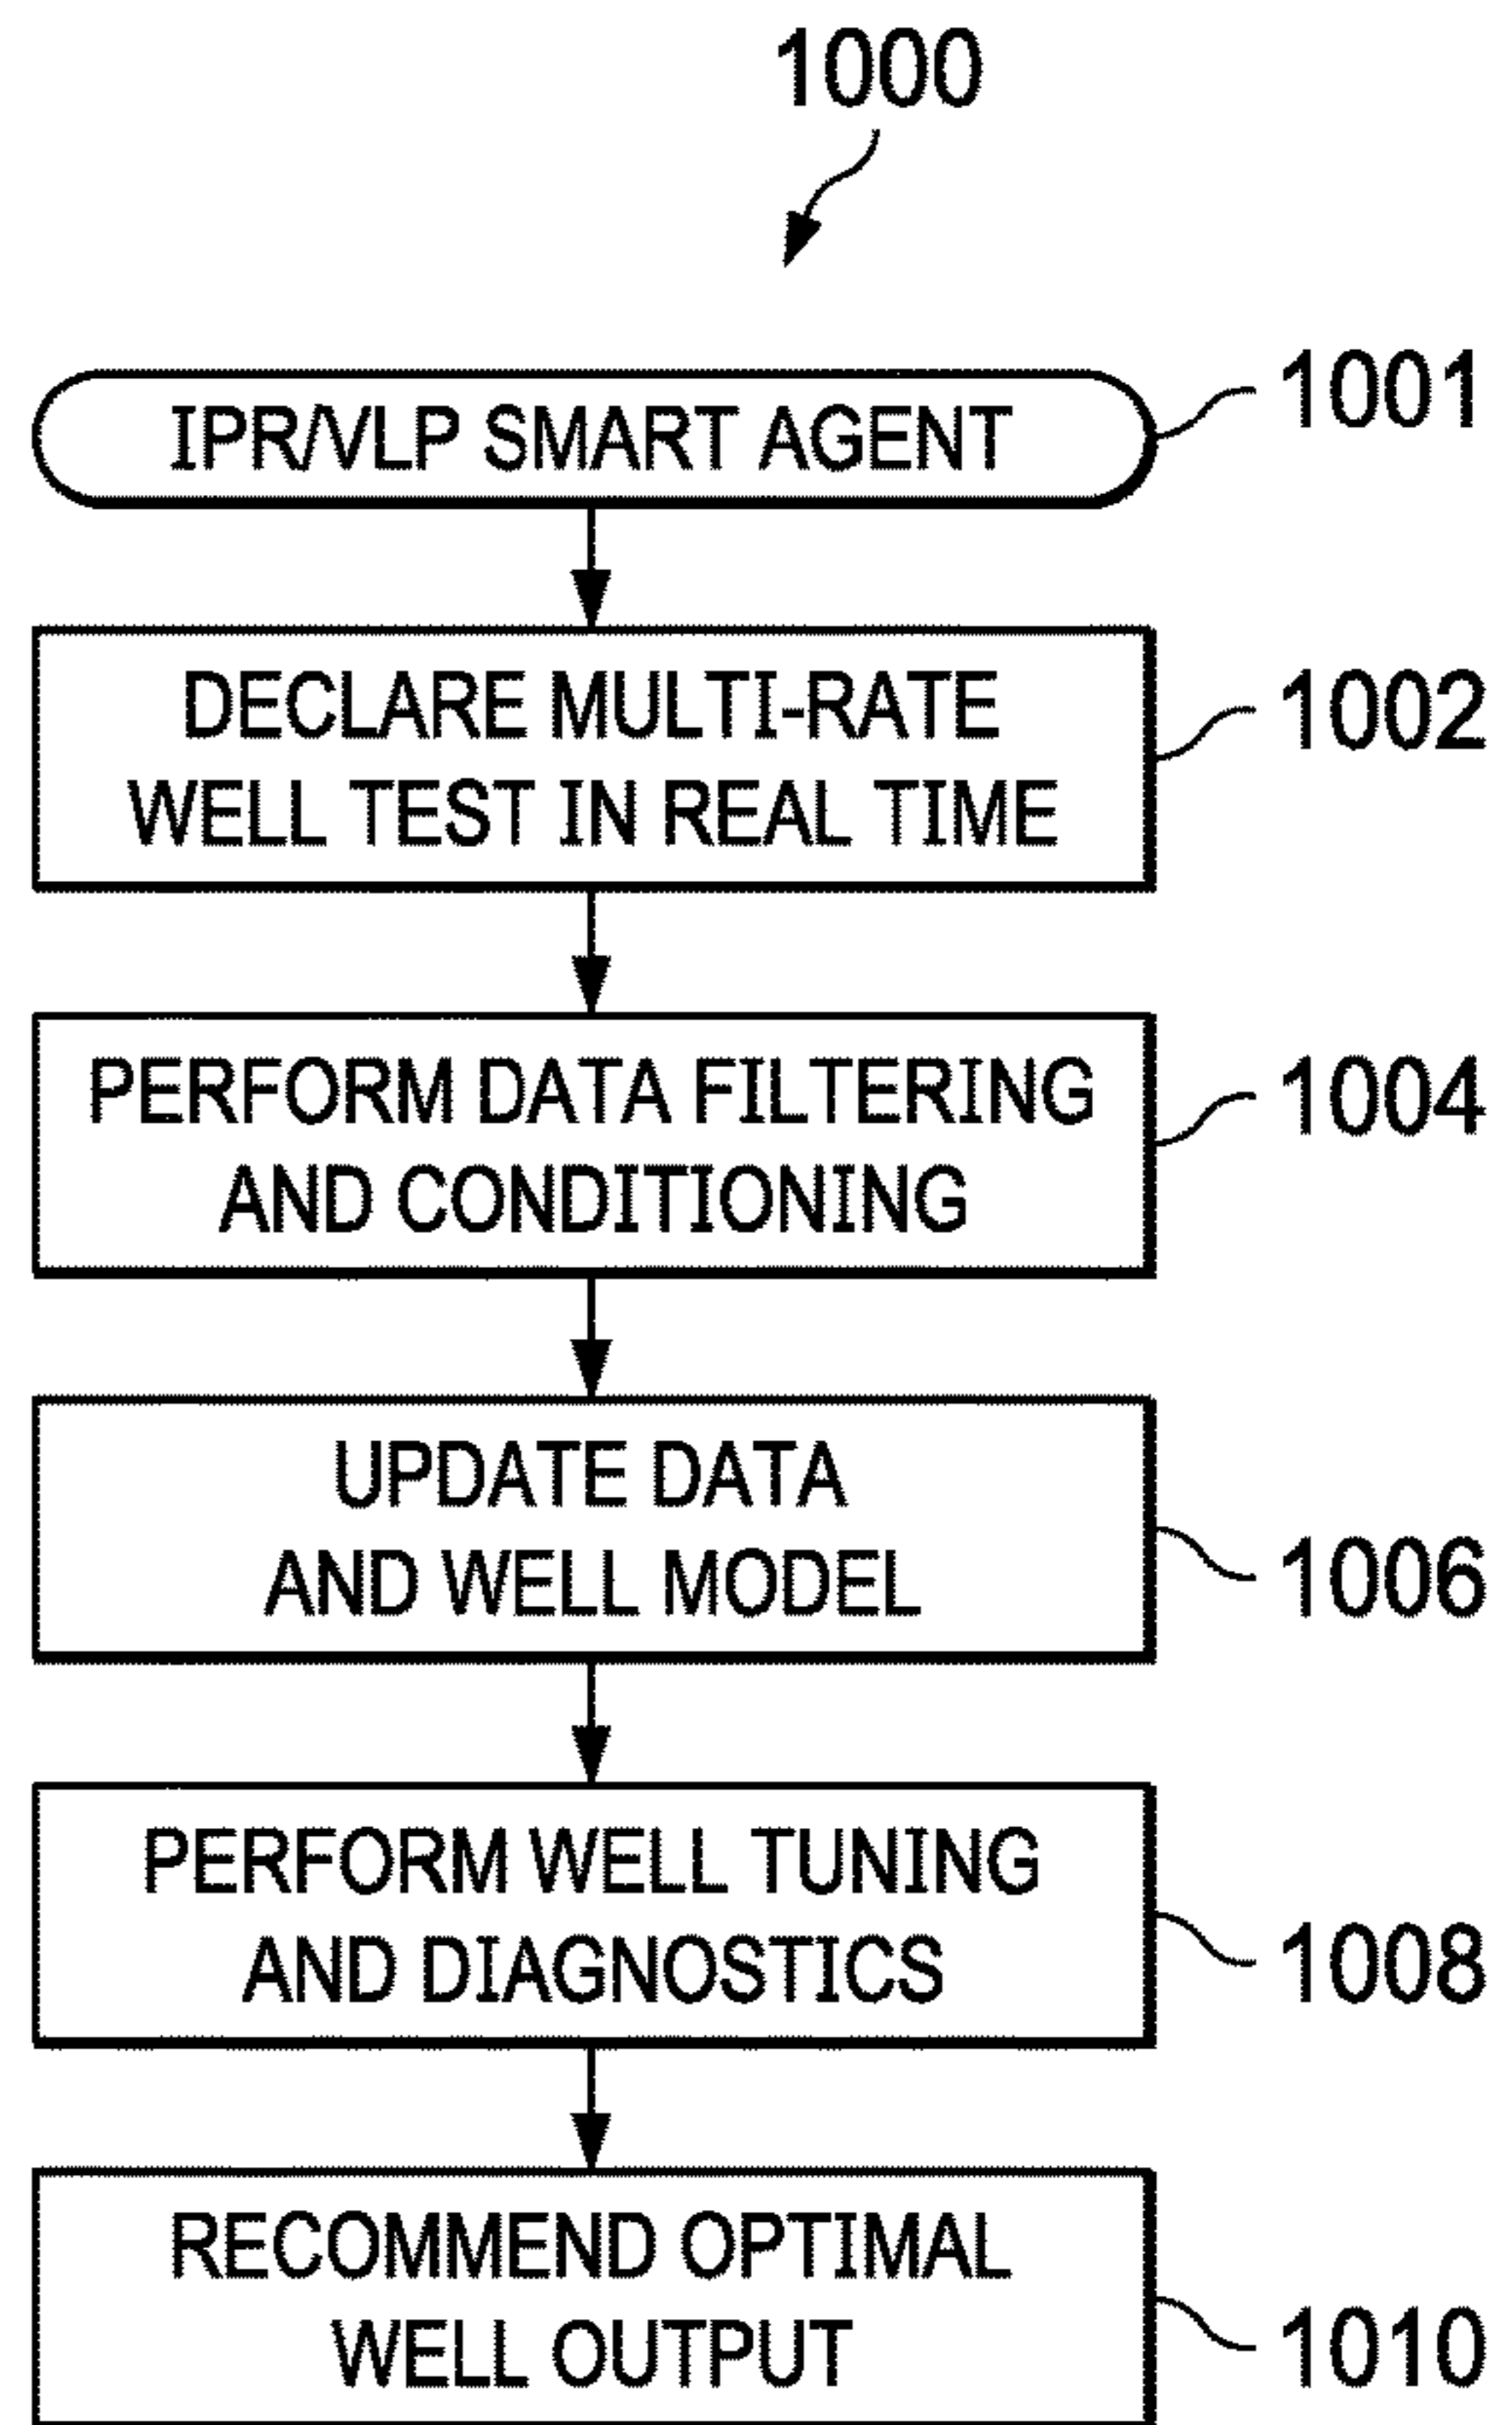 1000
IPR/VLP SMART AGENT
1001
DECLARE MULTI-RATE
WELL TEST IN REAL TIME
1002
PERFORM DATA FILTERING
AND CONDITIONING
1004
UPDATE DATA
AND WELL MODEL
1006
PERFORM WELL TUNING
AND DIAGNOSTICS
1008
RECOMMEND OPTIMAL
WELL OUTPUT
1010